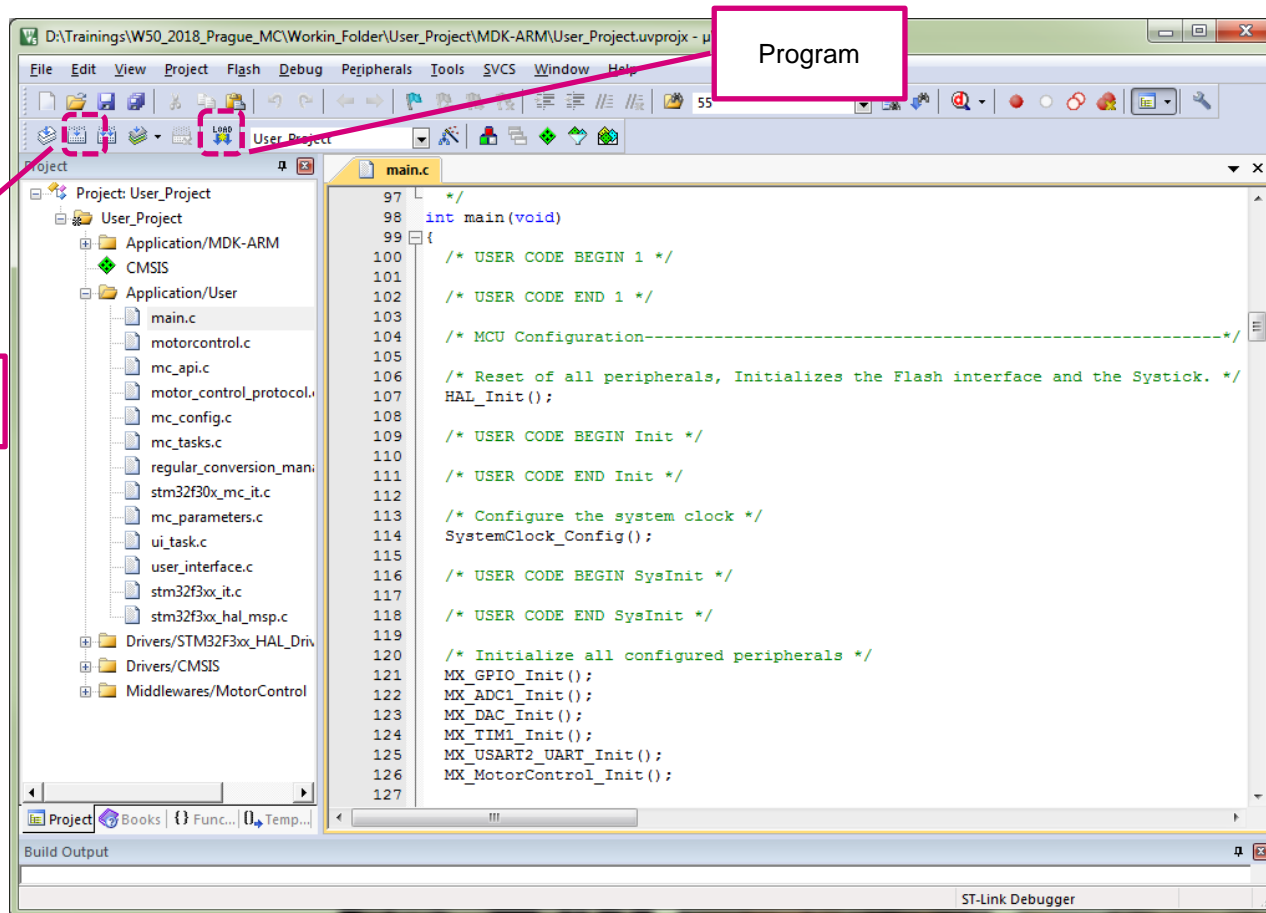 D:\Trainings\W50_2018_Prague_MC\Workin_Folder\User_Project\MDK-ARM\User_Project.uvprojx - µ
Program
File Edit View Project Flash Debug Peripherals Tools SVCS Window Help
55
LOAD
User_Project
Project
main.c
Project: User_Project
User_Project
Application/MDK-ARM
CMSIS
Application/User
main.c
motorcontrol.c
mc_api.c
motor_control_protocol.
mc_config.c
mc_tasks.c
regular_conversion_mana
stm32f30x_mc_it.c
mc_parameters.c
ui_task.c
user_interface.c
stm32f3xx_it.c
stm32f3xx_hal_msp.c
Drivers/STM32F3xx_HAL_Driv
Drivers/CMSIS
Middlewares/MotorControl
97 */
98 int main(void)
99 {
100 /* USER CODE BEGIN 1 */
101
102 /* USER CODE END 1 */
103
104 /* MCU Configuration----------------------------------------------------------*/
105
106 /* Reset of all peripherals, Initializes the Flash interface and the Systick. */
107 HAL_Init();
108
109 /* USER CODE BEGIN Init */
110
111 /* USER CODE END Init */
112
113 /* Configure the system clock */
114 SystemClock_Config();
115
116 /* USER CODE BEGIN SysInit */
117
118 /* USER CODE END SysInit */
119
120 /* Initialize all configured peripherals */
121 MX_GPIO_Init();
122 MX_ADC1_Init();
123 MX_DAC_Init();
124 MX_TIM1_Init();
125 MX_USART2_UART_Init();
126 MX_MotorControl_Init();
127
Project Books {} Func... 0 Temp...
Build Output
ST-Link Debugger